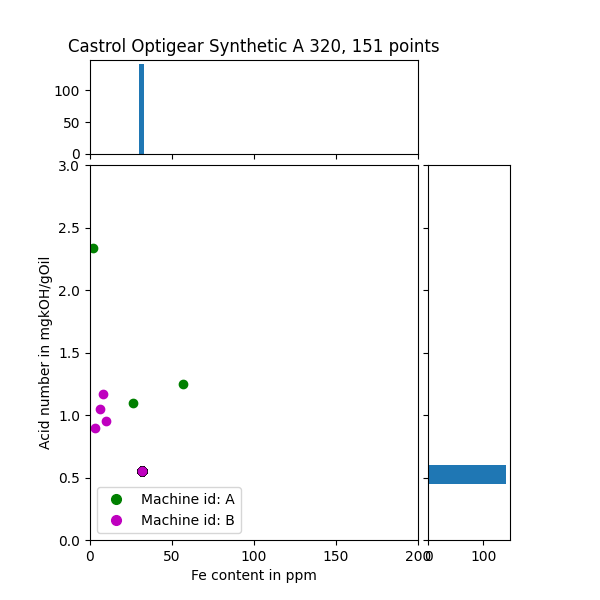 Castrol Optigear Synthetic A 320, 151 points
100
50
0
3.0
2.5
2.0
1.5
1.0
0.5
0.0
Acid number in mgkOH/gOil
Machine id: A
Machine id: B
0 50 100 150 200
0 100
Fe content in ppm